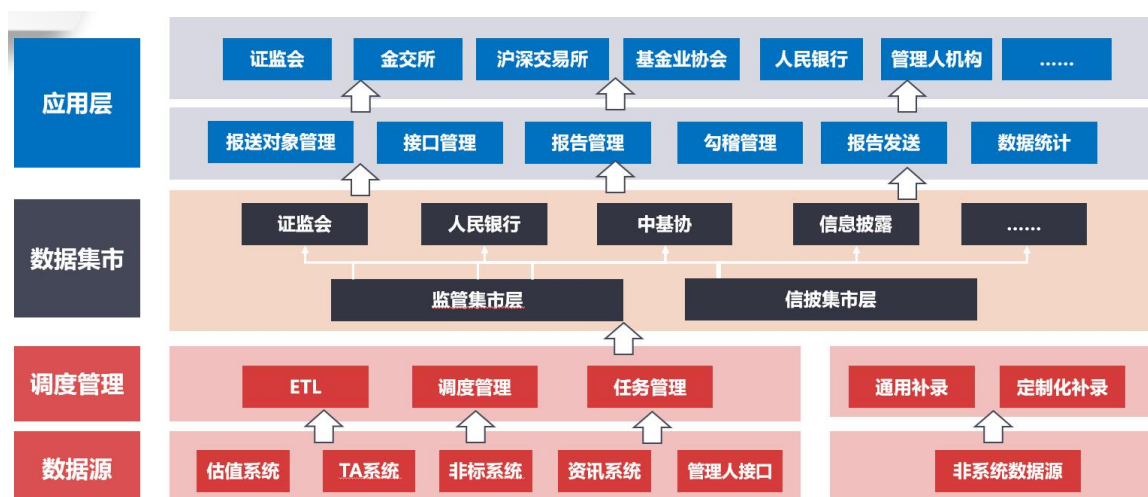 应用层
证监会
金交所
沪深交易所
基金业协会
人民银行
管理人机构
......
报送对象管理
接口管理
报告管理
勾稽管理
报告发送
数据统计
数据集市
证监会
人民银行
中基协
信息披露
......
监管集市层
信披集市层
调度管理
ETL
调度管理
任务管理
通用补录
定制化补录
数据源
估值系统
TA系统
非标系统
资讯系统
管理人接口
非系统数据源